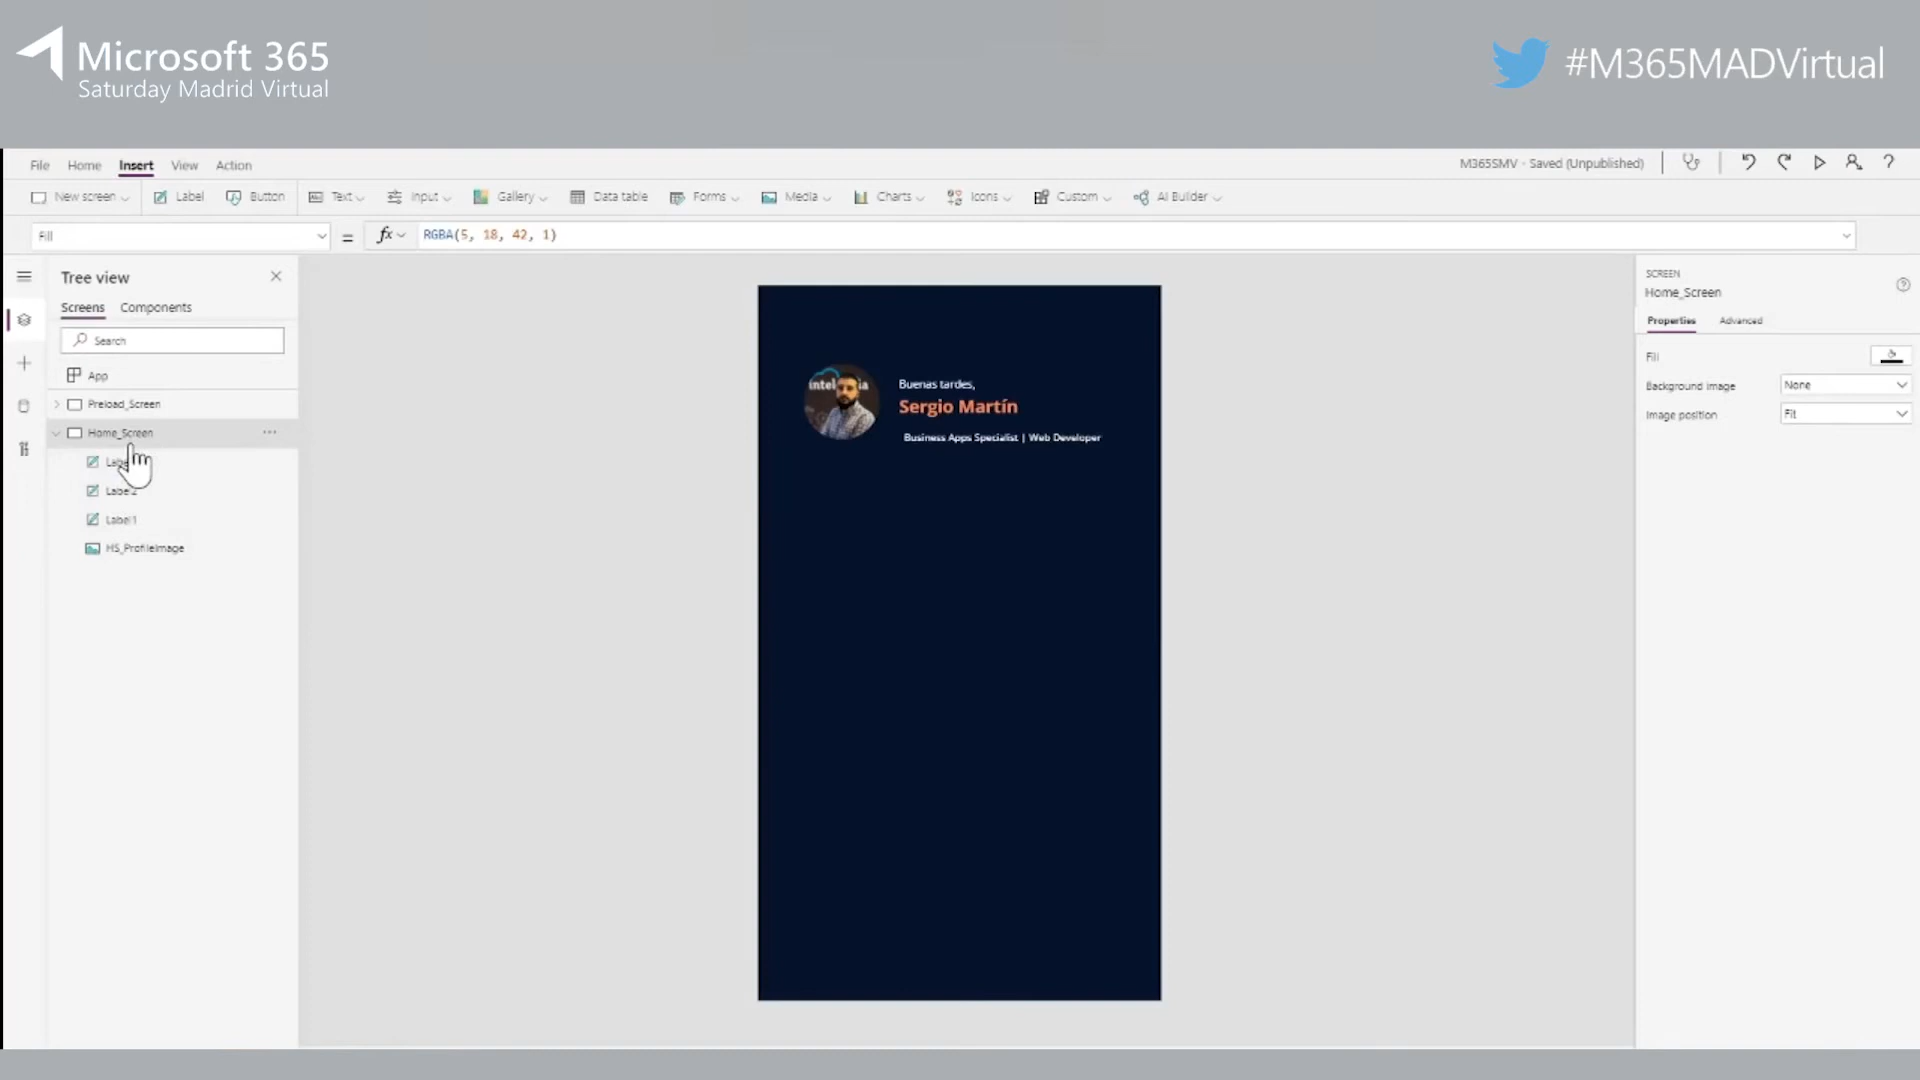 Microsoft 365
Saturday Madrid Virtual
#M365MADVirtual
File Home Insert View Action
M365SMV - Saved (Unpublished)
New screen Label Button Text Input Gallery Data table Forms Media Charts Icons Custom AI Builder
Fill = fx RGBA(5, 18, 42, 1)
Tree view
Screens Components
Search
App
Preload_Screen
Home_Screen
Label2
Label1
HS_ProfileImage
Buenas tardes,
Sergio Martín
Business Apps Specialist | Web Developer
SCREEN
Home_Screen
Properties Advanced
Fill
Background image None
Image position Fit